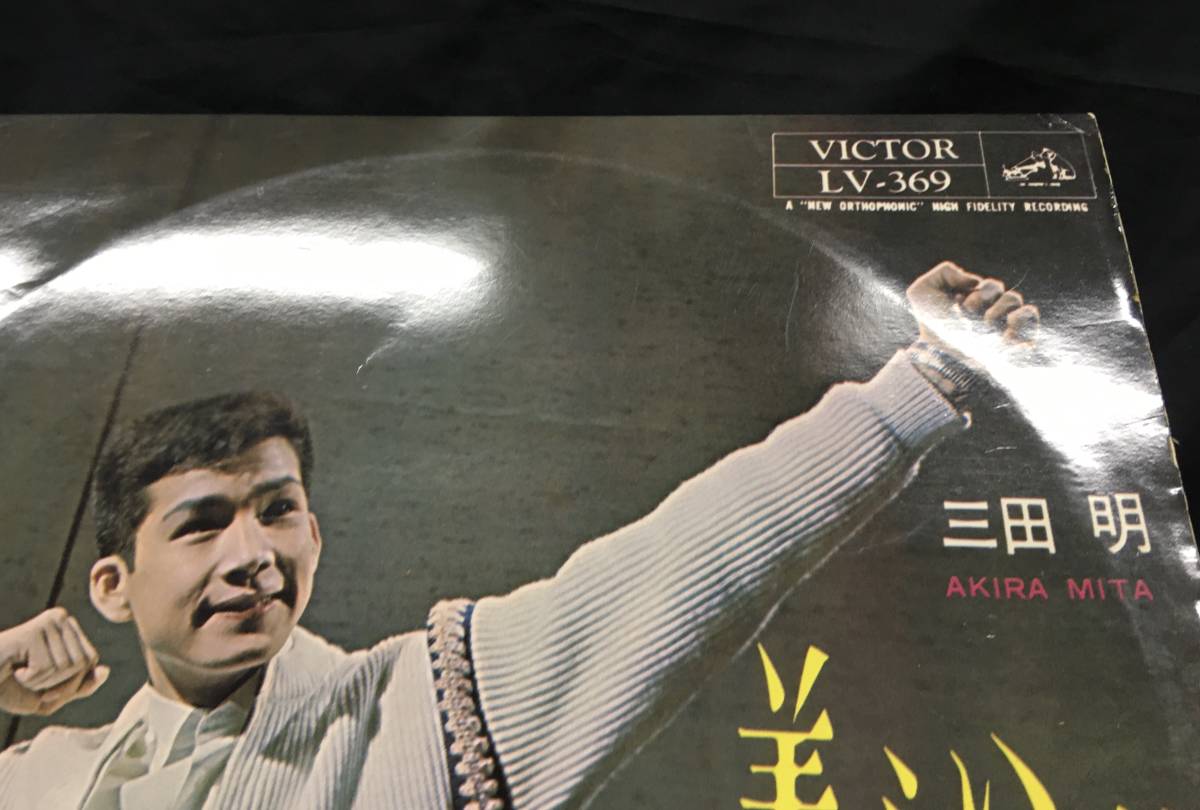 VICTOR
LV-369
A "NEW ORTHOPHONIC" HIGH FIDELITY RECORDING
三田 明
AKIRA MITA